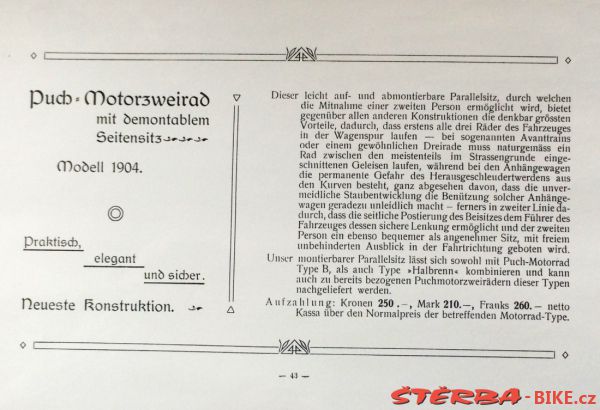 Puch-Motorzweirad
mit demontablem
Seitensitz
Modell 1904.
Praktisch,
elegant
und sicher.
Neueste Konstruktion.
Dieser leicht auf- und abmontierbare Parallelsitz, durch welchen
die Mitnahme einer zweiten Person ermöglicht wird, bietet
gegenüber allen anderen Konstruktionen die denkbar grössten
Vorteile, dadurch, dass erstens alle drei Räder des Fahrzeuges
in der Wagenspur laufen — bei sogenannten Avanttrains
oder einem gewöhnlichen Dreirade muss naturgemäss ein
Rad zwischen den meistenteils im Strassengrunde einge-
schnittenen Geleisen laufen, während bei den Anhängewagen
die permanente Gefahr des Herausgeschleudertwerdens aus
den Kurven besteht, ganz abgesehen davon, dass die unver-
meidliche Staubentwicklung die Benützung solcher Anhänge-
wagen geradezu unleidlich macht — ferners in zweiter Linie da-
durch, dass die seitliche Postierung des Beisitzes dem Führer des
Fahrzeuges dessen sichere Lenkung ermöglicht und der zweiten
Person ein ebenso bequemer als angenehmer Sitz, mit freiem
unbehinderten Ausblick in der Fahrtrichtung geboten wird.
Unser montierbarer Parallelsitz lässt sich sowohl mit Puch-Motorrad
Type B, als auch Type »Halbrenn« kombinieren und kann
auch zu bereits bezogenen Puchmotorzweirädern dieser Typen
nachgeliefert werden.
Aufzahlung: Kronen 250.–, Mark 210.–, Franks 260.– netto
Kassa über den Normalpreis der betreffenden Motorrad-Type.
— 43 —
ŠTĚRBA-BIKE.cz